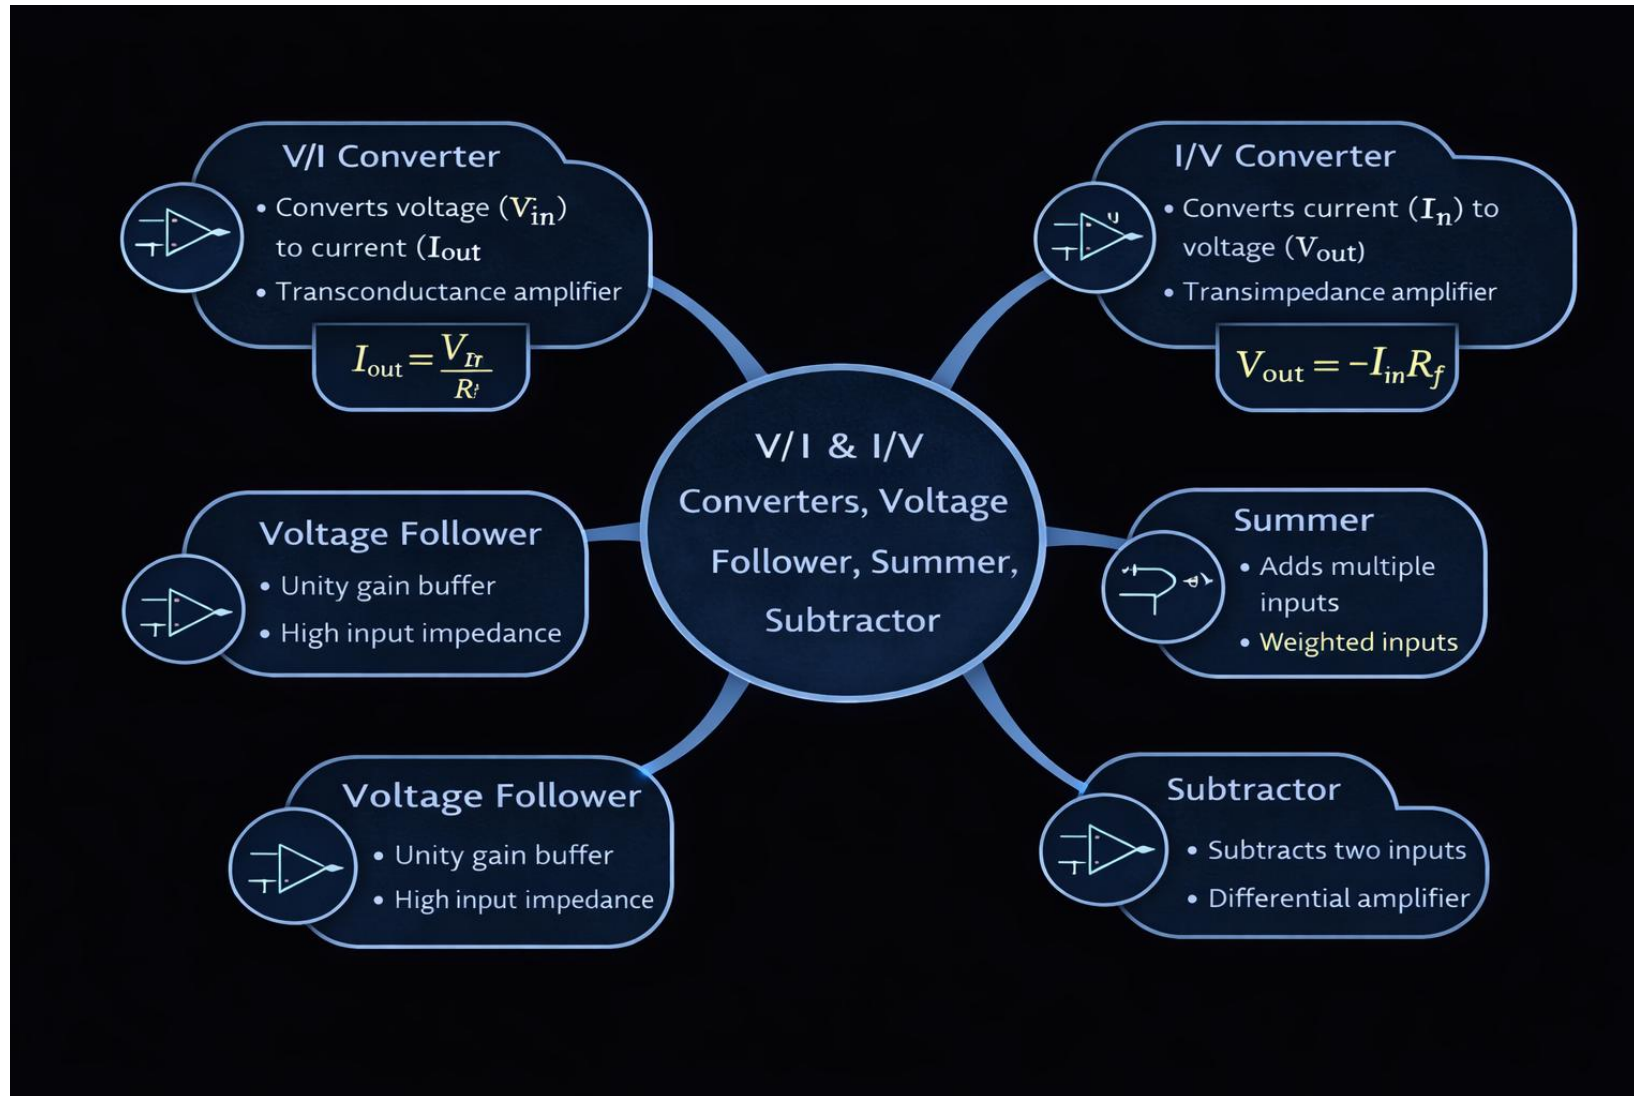 V/I Converter
• Converts voltage (Vin)
to current (Iout
• Transconductance amplifier
Iout =
I/V Converter
• Converts current (In) to
voltage (Vout)
• Transimpedance amplifier
Vout = -IinRf
V/I & I/V
Converters, Voltage
Follower, Summer,
Subtractor
Voltage Follower
• Unity gain buffer
• High input impedance
Summer
• Adds multiple
inputs
• Weighted inputs
Voltage Follower
• Unity gain buffer
• High input impedance
Subtractor
• Subtracts two inputs
• Differential amplifier